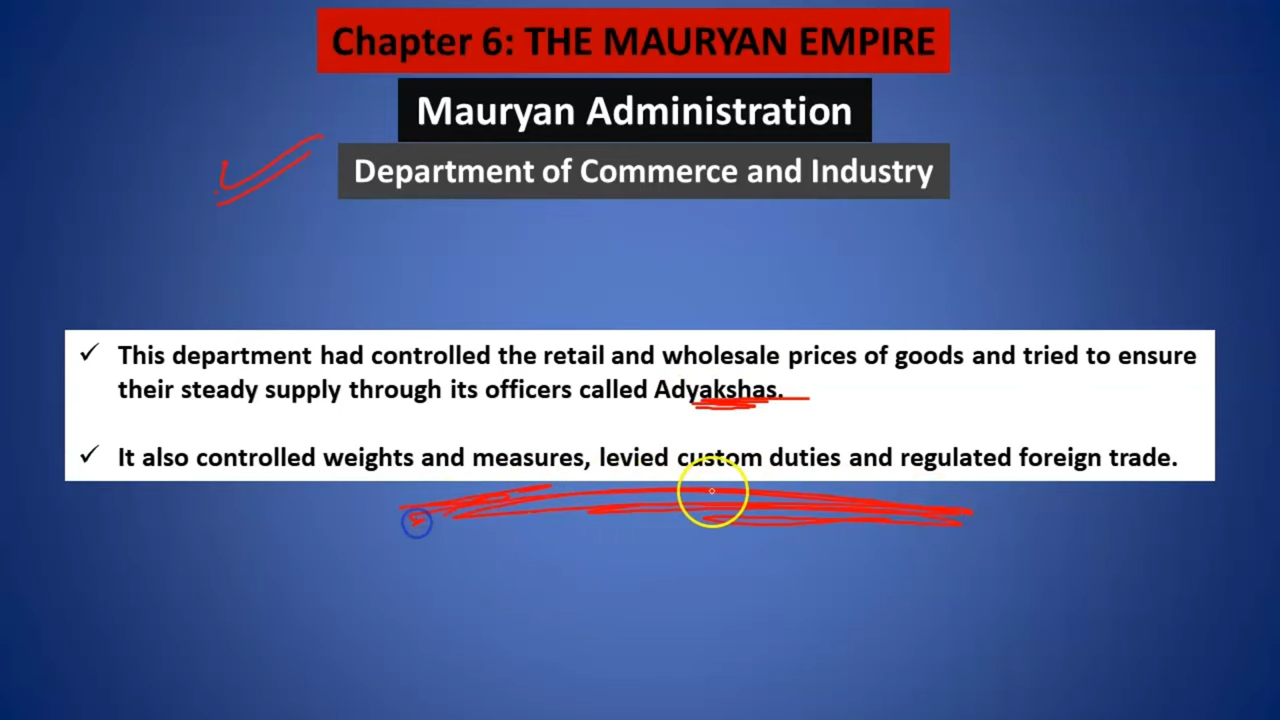 Chapter 6: THE MAURYAN EMPIRE
Mauryan Administration
Department of Commerce and Industry
✓ This department had controlled the retail and wholesale prices of goods and tried to ensure
their steady supply through its officers called Adyakshas.
✓ It also controlled weights and measures, levied custom duties and regulated foreign trade.